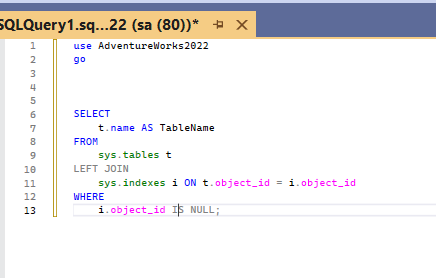 SQLQuery1.sq...22 (sa (80))*
1 use AdventureWorks2022
2 go
3
4
5
6 SELECT
7 t.name AS TableName
8 FROM
9 sys.tables t
10 LEFT JOIN
11 sys.indexes i ON t.object_id = i.object_id
12 WHERE
13 i.object_id IS NULL;